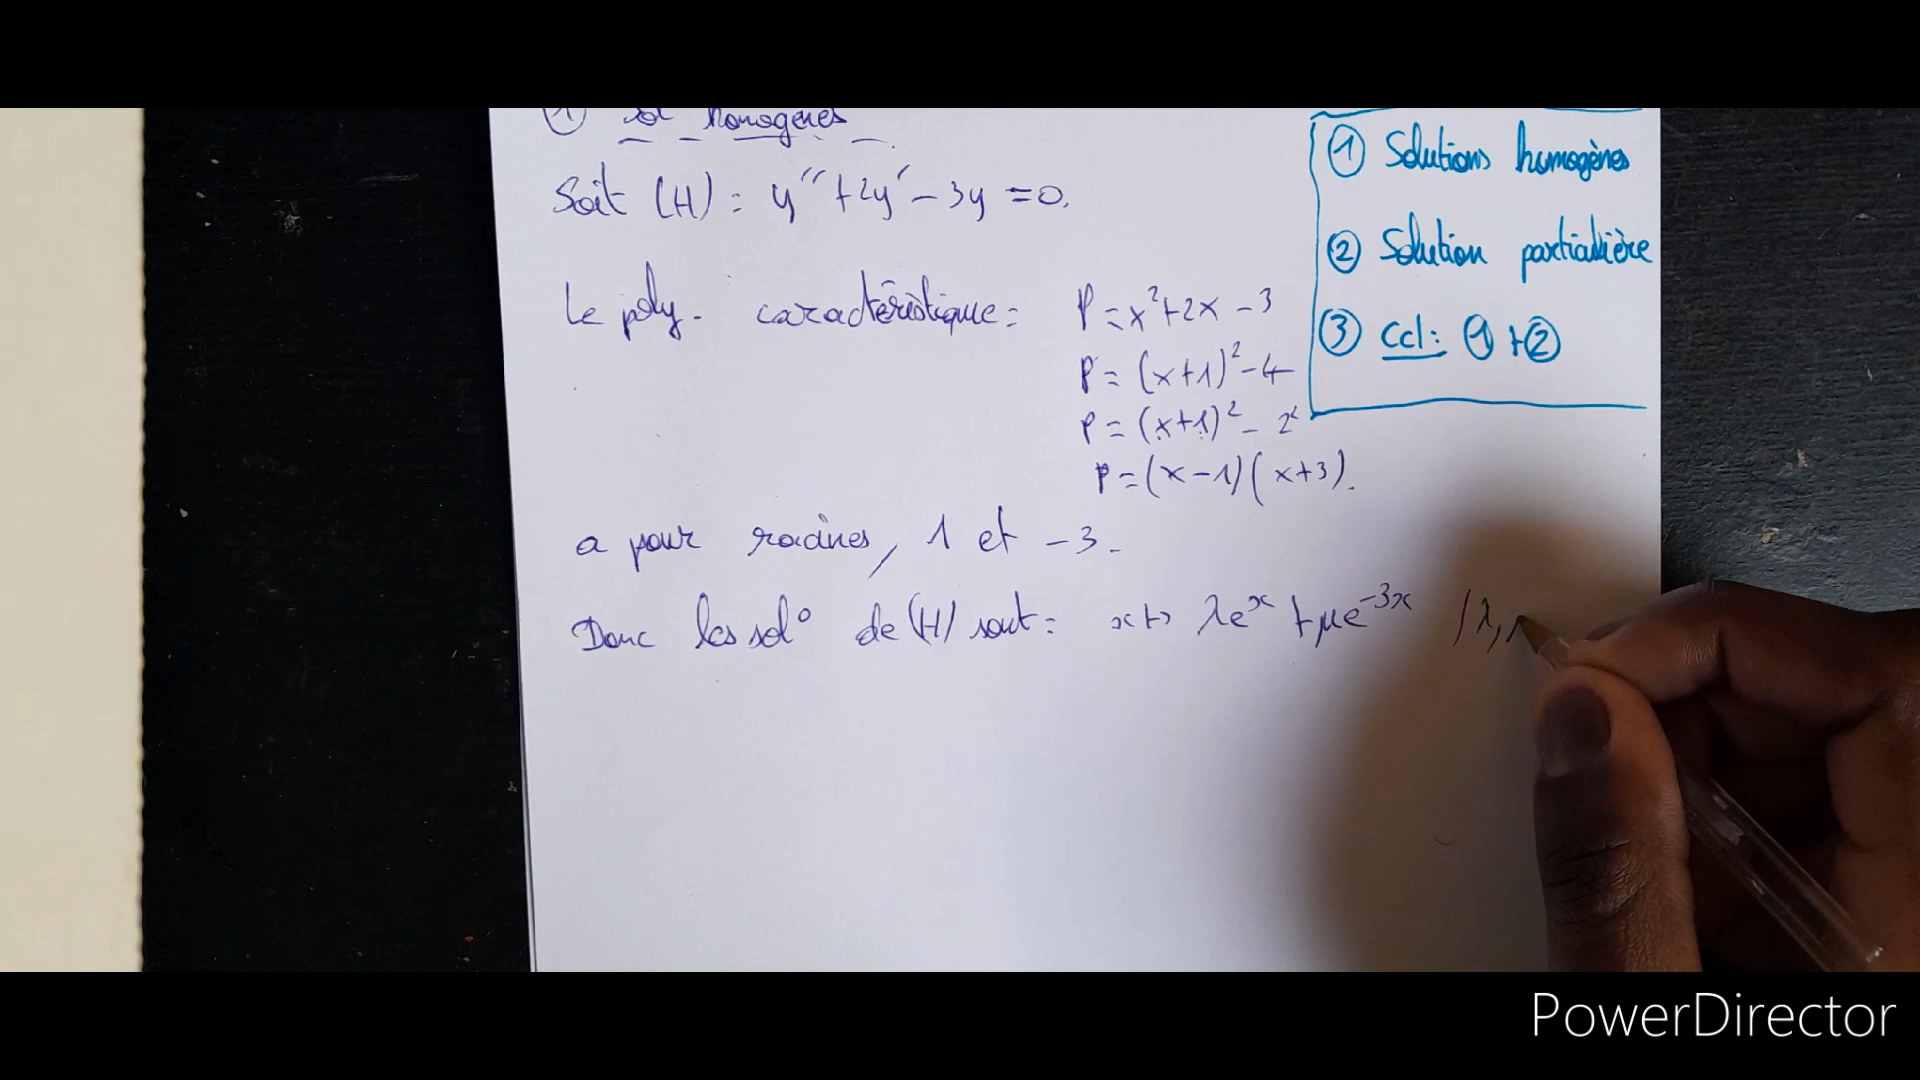 ① sol homogènes
Soit (H) : y'' + 2y' - 3y = 0.
Le poly. caractéristique = P = x² + 2x - 3
P = (x+1)² - 4
P = (x+1)² - 2²
P = (x-1)(x+3).
a pour racines, 1 et -3.
Donc les sol° de (H) sont : x ↦ λe^x + μe^-3x / λ,
① Solutions homogènes
② Solution particulière
③ Ccl : ① + ②
PowerDirector